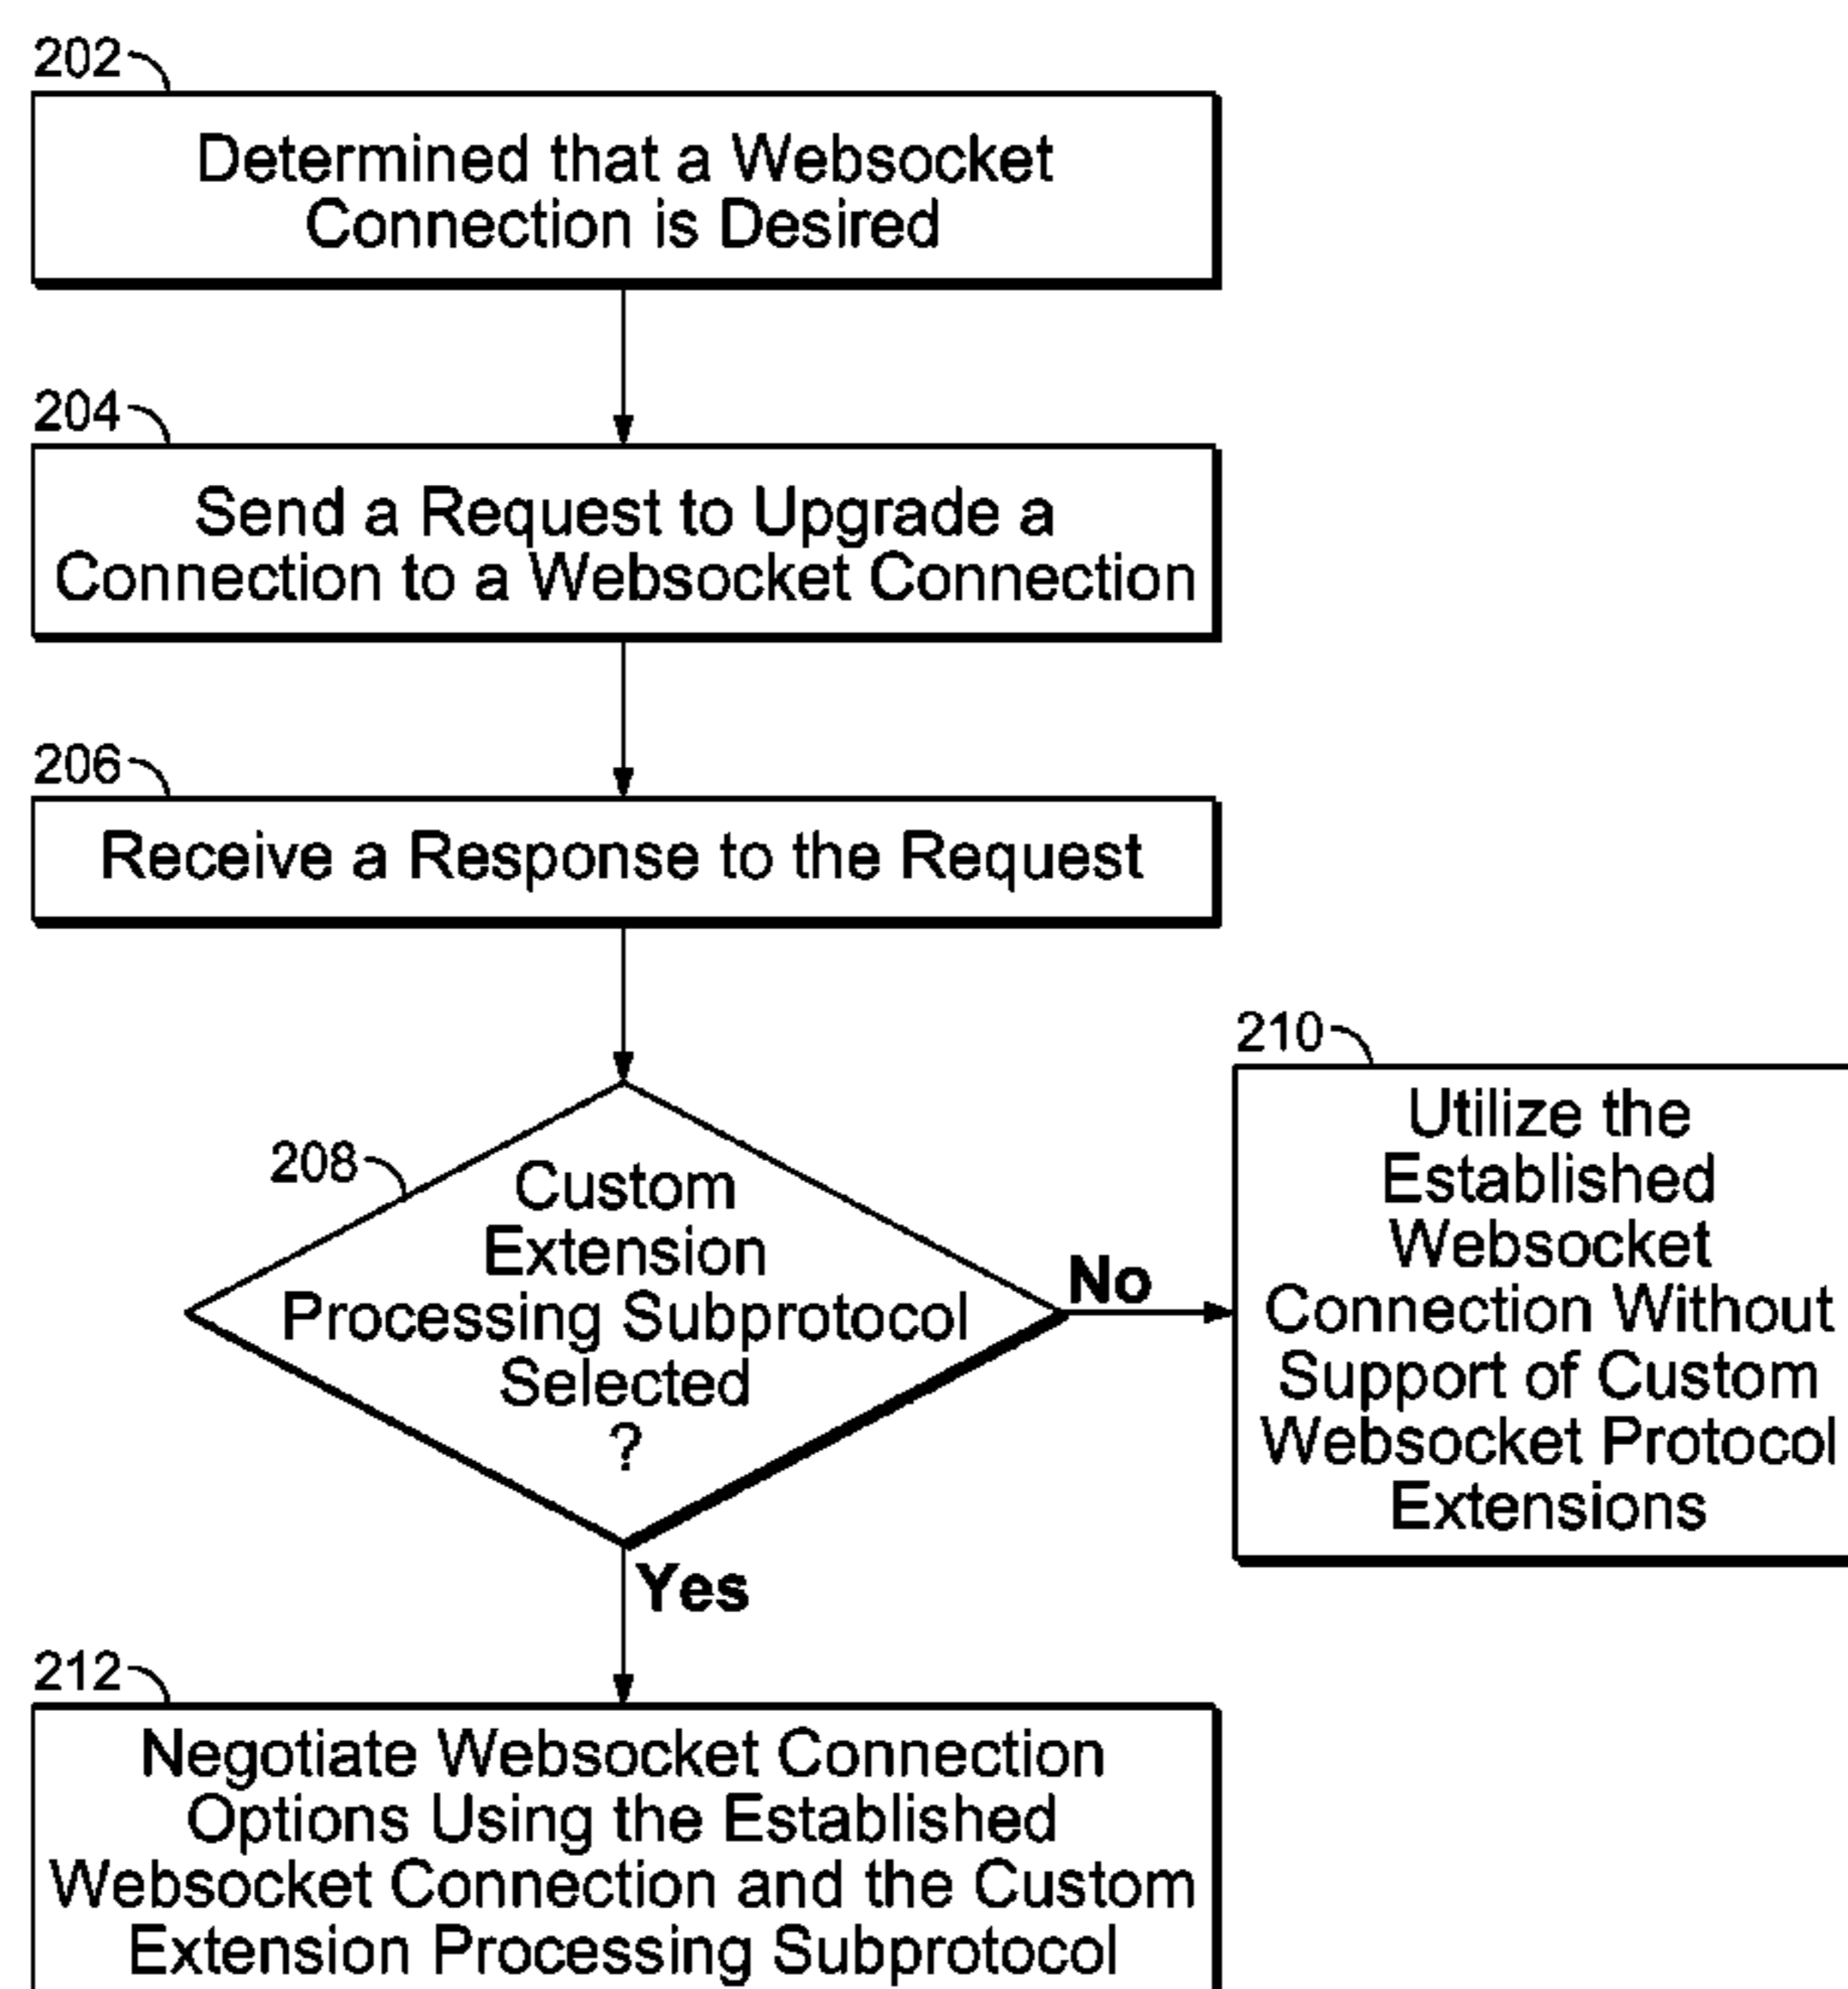 202
Determined that a Websocket
Connection is Desired
204
Send a Request to Upgrade a
Connection to a Websocket Connection
206
Receive a Response to the Request
208
Custom
Extension
Processing Subprotocol
Selected
?
No
210
Utilize the
Established
Websocket
Connection Without
Support of Custom
Websocket Protocol
Extensions
Yes
212
Negotiate Websocket Connection
Options Using the Established
Websocket Connection and the Custom
Extension Processing Subprotocol